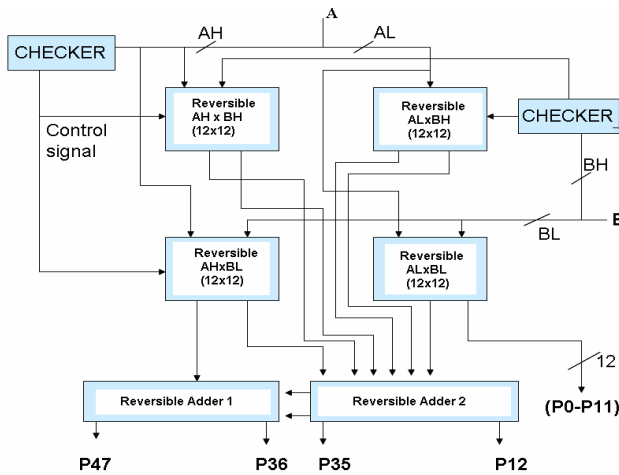 A
AH
AL
CHECKER
Reversible
AH x BH
(12x12)
Reversible
ALxBH
(12x12)
CHECKER
Control
signal
BH
B
BL
Reversible
AHxBL
(12x12)
Reversible
ALxBL
(12x12)
12
Reversible Adder 1
Reversible Adder 2
(P0-P11)
P47
P36
P35
P12